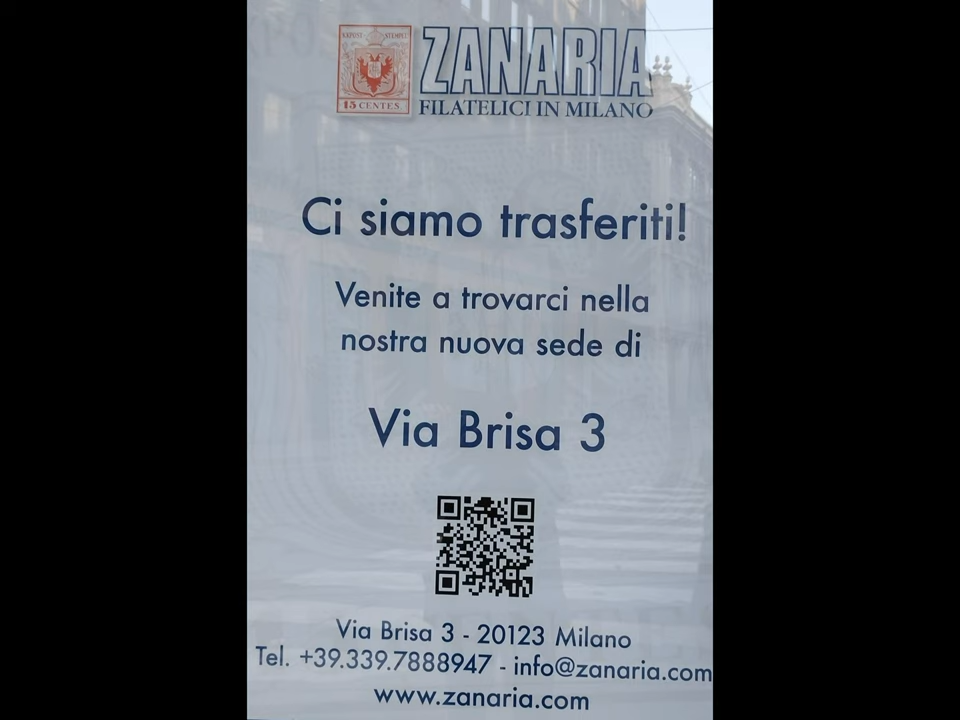 ZANARIA
15 CENTES.
FILATELICI IN MILANO
Ci siamo trasferiti!
Venite a trovarci nella
nostra nuova sede di
Via Brisa 3
Via Brisa 3 - 20123 Milano
Tel. +39.339.7888947 - info@zanaria.com
www.zanaria.com